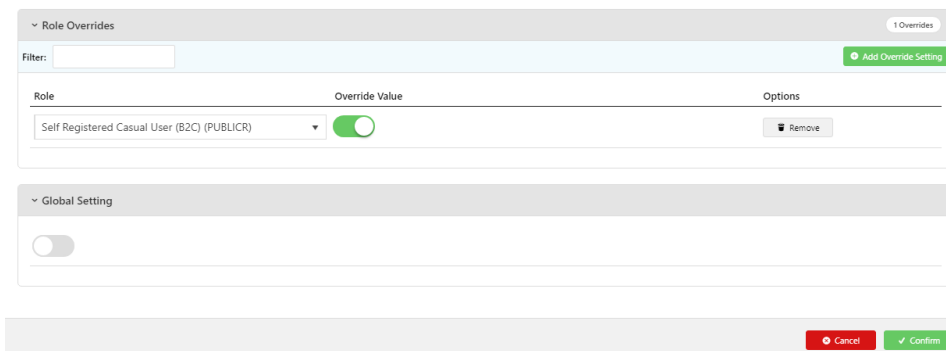 Role Overrides
1 Overrides
Filter:
Add Override Setting
Role Override Value Options
Self Registered Casual User (B2C) (PUBLICR) Remove
Global Setting
Cancel Confirm